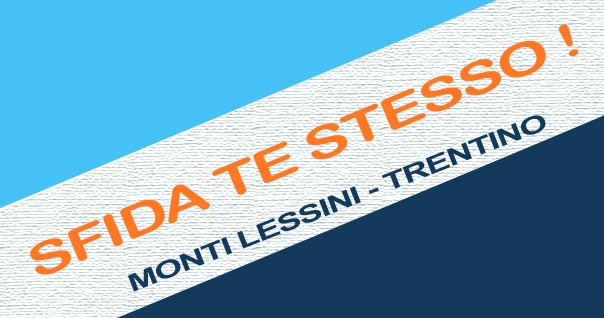 SFIDA TE STESSO !
MONTI LESSINI - TRENTINO